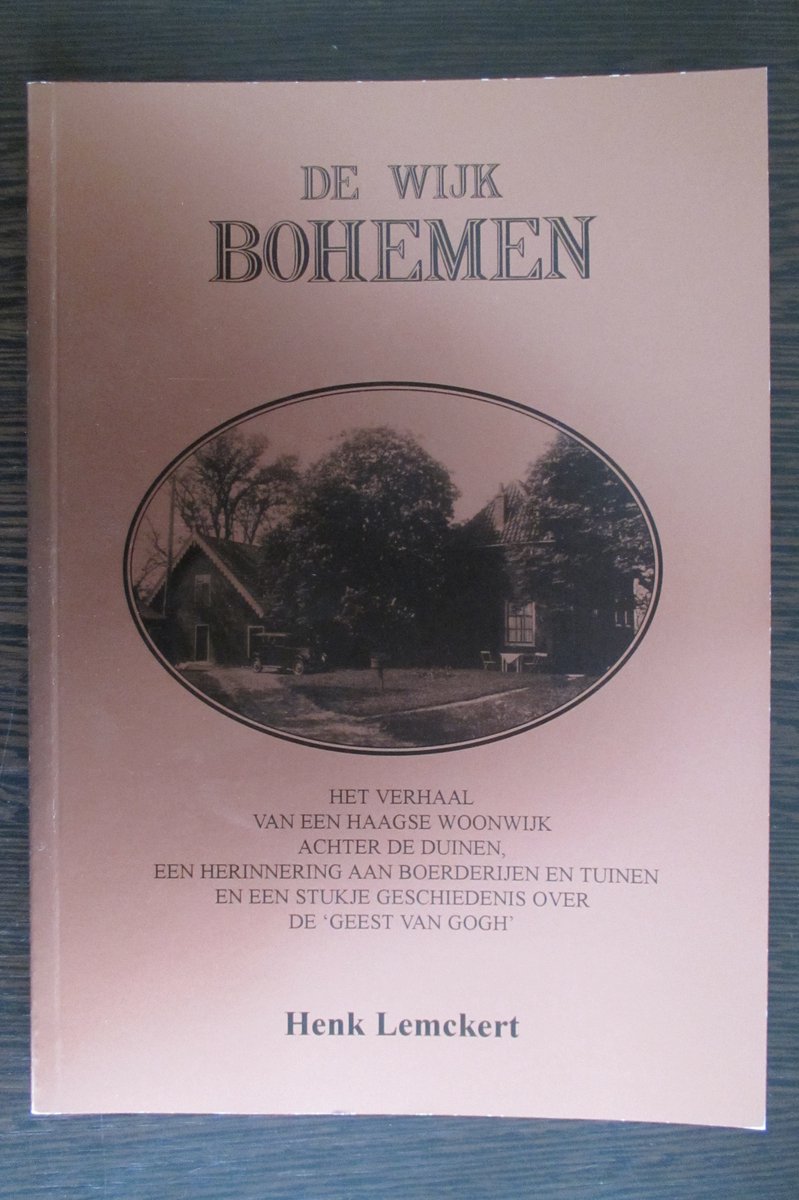 DE WIJK
BOHEMEN
HET VERHAAL
VAN EEN HAAGSE WOONWIJK
ACHTER DE DUINEN,
EEN HERINNERING AAN BOERDERIJEN EN TUINEN
EN EEN STUKJE GESCHIEDENIS OVER
DE ‘GEEST VAN GOGH’
Henk Lemckert